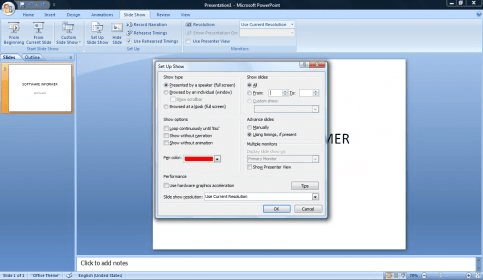 Presentation1 - Microsoft PowerPoint
Home Insert Design Animations Slide Show Review View
From Beginning
From Current Slide
Custom Slide Show
Start Slide Show
Set Up Slide Show
Hide Slide
Record Narration
Rehearse Timings
Use Rehearsed Timings
Set Up
Resolution: Use Current Resolution
Show Presentation On:
Use Presenter View
Monitors
Slides Outline
1
SOFTWARE INFORMER
Set Up Show
Show type
Presented by a speaker (full screen)
Browsed by an individual (window)
Show scrollbar
Browsed at a kiosk (full screen)
Show options
Loop continuously until 'Esc'
Show without narration
Show without animation
Pen color:
Show slides
All
From: To:
Custom show:
Advance slides
Manually
Using timings, if present
Multiple monitors
Display slide show on:
Primary Monitor
Show Presenter View
Performance
Use hardware graphics acceleration
Tips
Slide show resolution: Use Current Resolution
OK Cancel
RMER
Click to add notes
Slide 1 of 1 "Office Theme" English (United States) 70%